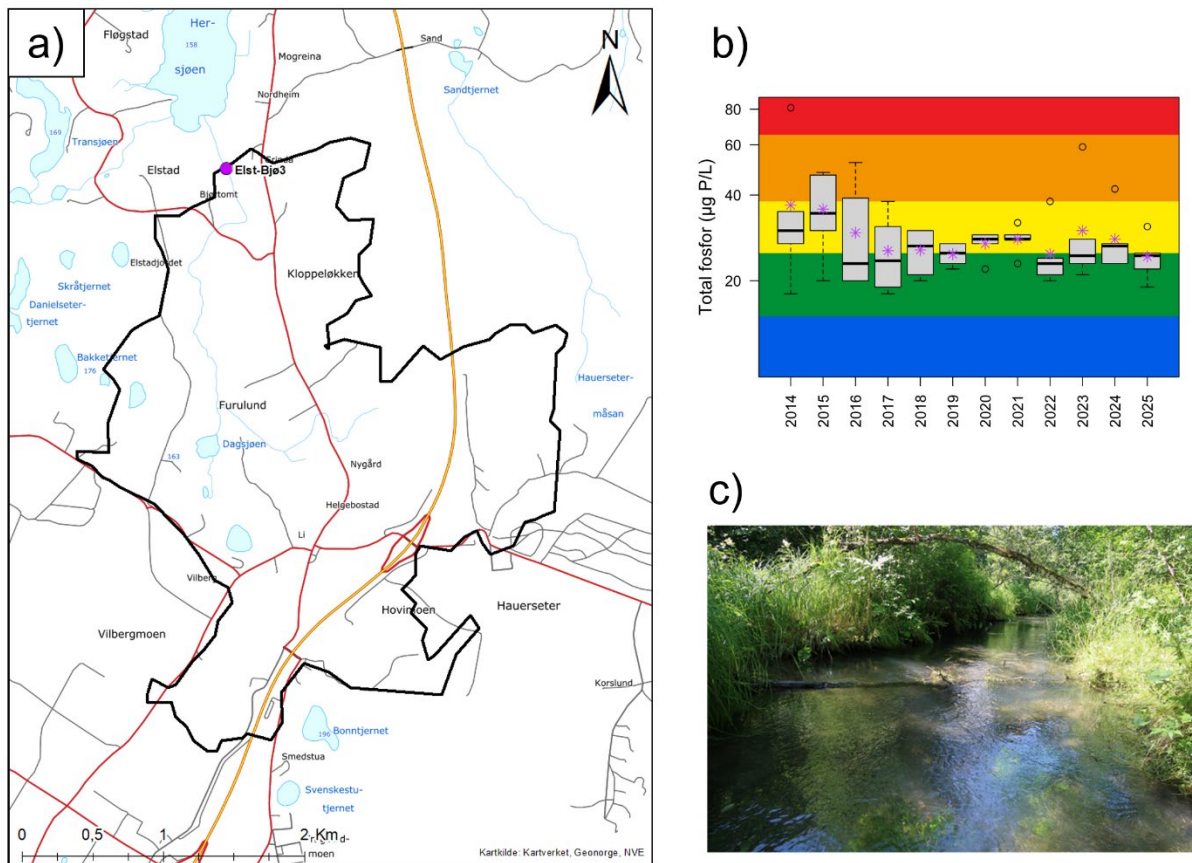 a)
Fløgstad
Her-
158
sjøen
Mogreina
Sand
N
Nordheim
Sandtjernet
169
Transjøen
Elstad
Elst-Bjø3
Bjørtomt
Elstadjordet
Kloppeløkken
Skråtjernet
Danielseter-
tjernet
Bakketjernet
176
Hauerseter-
måsan
Furulund
Dagsjøen
163
Nygård
Helgebostad
Li
Vilberg
Hovimoen
Hauerseter
Vilbergmoen
Korslund
196
Bonntjernet
Smedstua
Svenskestu-
tjernet
0 0,5 1 2 Km
moen
Kartkilde: Kartverket, Geonorge, NVE
b)
Total fosfor (µg P/L)
80
60
40
20
2014 2015 2016 2017 2018 2019 2020 2021 2022 2023 2024 2025
c)